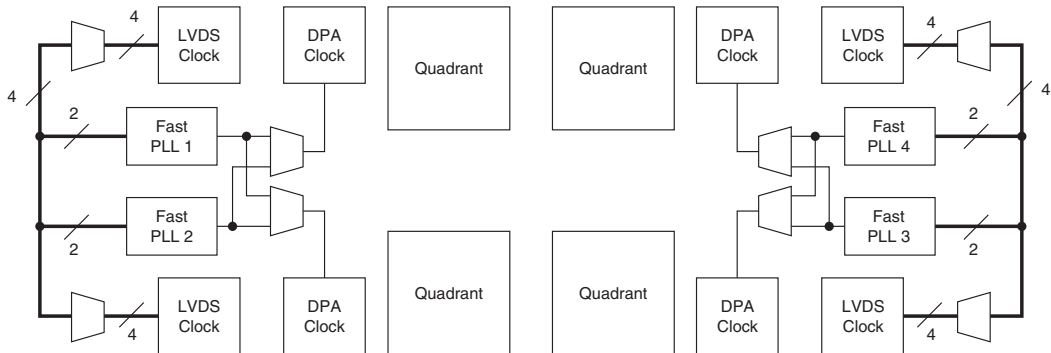 4
LVDS
Clock
DPA
Clock
Quadrant
Quadrant
DPA
Clock
LVDS
Clock
4
4
2
Fast
PLL 1
Fast
PLL 4
2
4
2
Fast
PLL 2
Fast
PLL 3
2
4
LVDS
Clock
DPA
Clock
Quadrant
Quadrant
DPA
Clock
LVDS
Clock
4